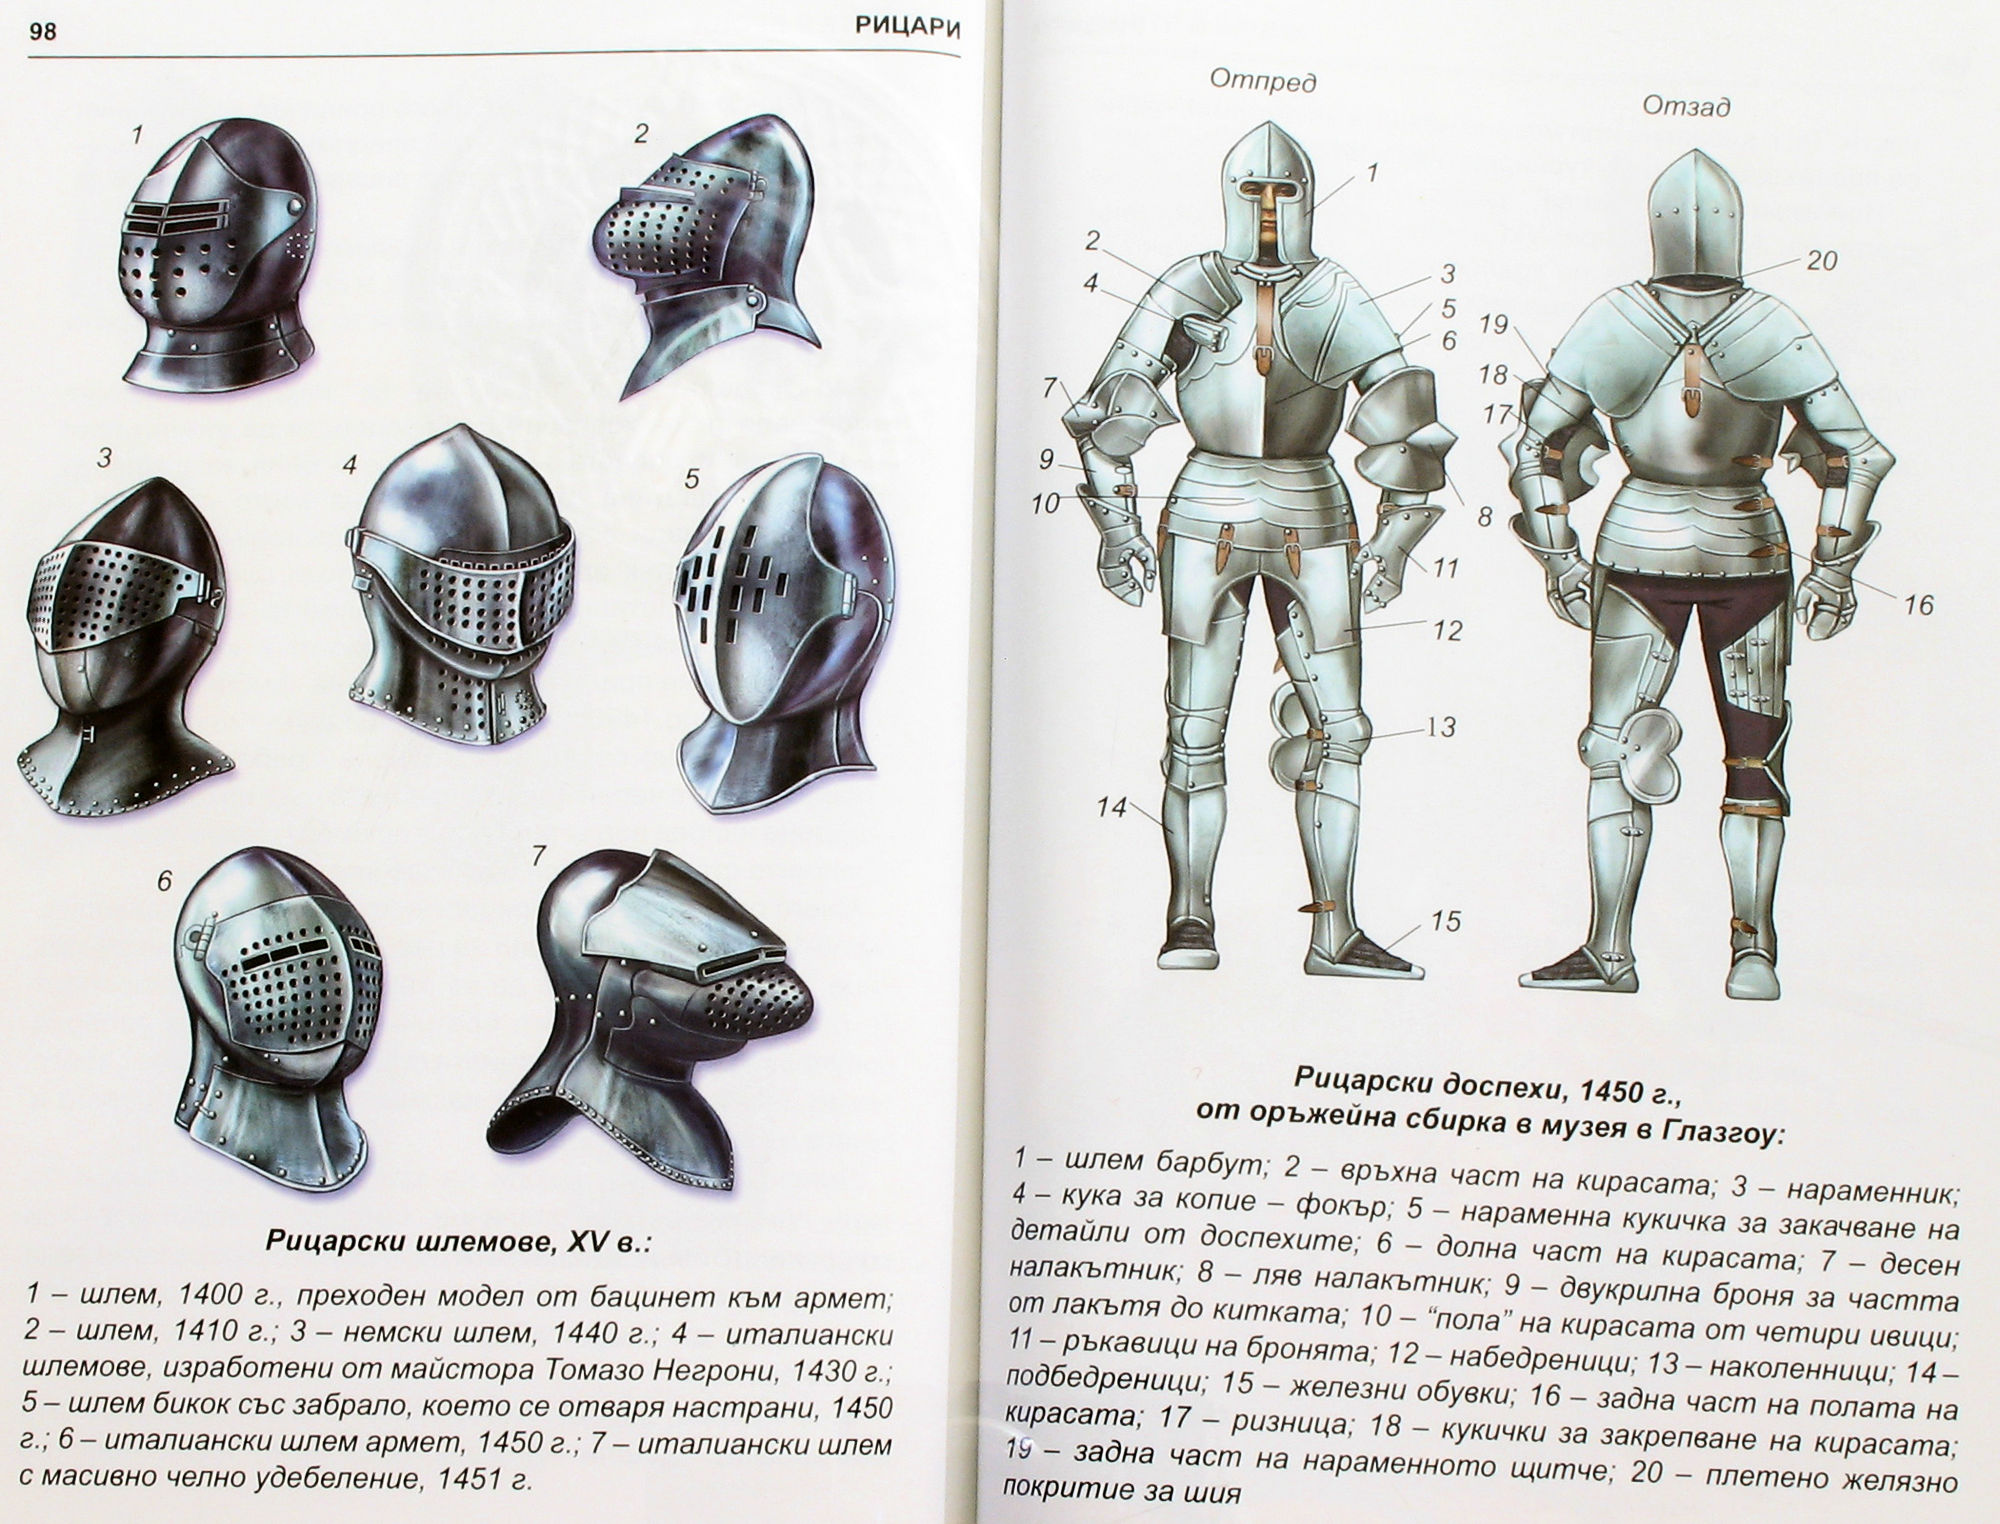 98
РИЦАРИ
1
2
3
4
5
6
7
Рицарски шлемове, XV в.:
1 – шлем, 1400 г., преходен модел от бацинет към армет;
2 – шлем, 1410 г.; 3 – немски шлем, 1440 г.; 4 – италиански
шлемове, изработени от майстора Томазо Негрони, 1430 г.;
5 – шлем бикок със забрало, което се отваря настрани, 1450
г.; 6 – италиански шлем армет, 1450 г.; 7 – италиански шлем
с масивно челно удебеление, 1451 г.
Отпред
Отзад
1
2
3
4
5
6
7
8
9
10
11
12
13
14
15
20
19
18
17
16
Рицарски доспехи, 1450 г.,
от оръжейна сбирка в музея в Глазгоу:
1 – шлем барбут; 2 – връхна част на кирасата; 3 – нараменник;
4 – кука за копие – фокър; 5 – нараменна кукичка за закачване на
детайли от доспехите; 6 – долна част на кирасата; 7 – десен
налакътник; 8 – ляв налакътник; 9 – двукрилна броня за частта
от лакътя до китката; 10 – “пола” на кирасата от четири ивици;
11 – ръкавици на бронята; 12 – набедреници; 13 – наколенници; 14 –
подбедреници; 15 – железни обувки; 16 – задна част на полата на
кирасата; 17 – ризница; 18 – кукички за закрепване на кирасата;
19 – задна част на нараменното щитче; 20 – плетено желязно
покритие за шия